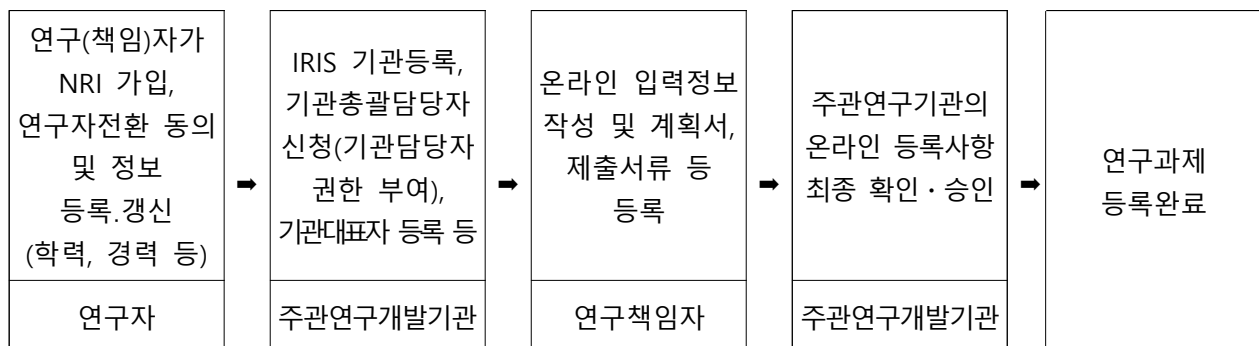 연구(책임)자가
NRI 가입,
연구자전환 동의
및 정보
등록.갱신
(학력, 경력 등)
연구자
➡
IRIS 기관등록,
기관총괄담당자
신청(기관담당자
권한 부여),
기관대표자 등록 등
주관연구개발기관
➡
온라인 입력정보
작성 및 계획서,
제출서류 등
등록
연구책임자
➡
주관연구기관의
온라인 등록사항
최종 확인・승인
주관연구개발기관
➡
연구과제
등록완료